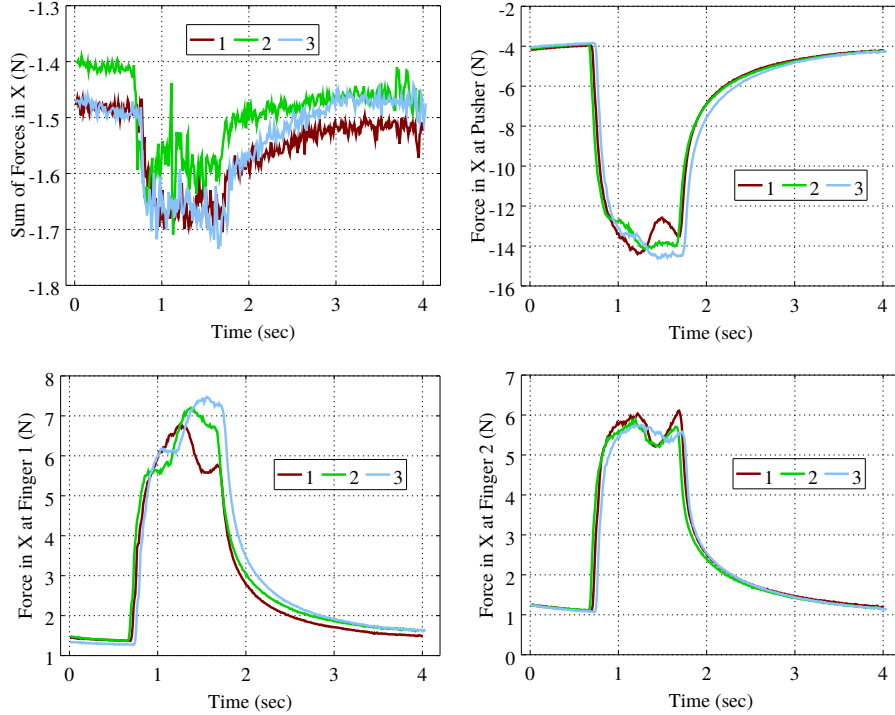 Sum of Forces in X (N)
-1.3
-1.4
-1.5
-1.6
-1.7
-1.8
1 2 3
0 1 2 3 4
Time (sec)
Force in X at Pusher (N)
-2
-4
-6
-8
-10
-12
-14
-16
1 2 3
0 1 2 3 4
Time (sec)
Force in X at Finger 1 (N)
8
7
6
5
4
3
2
1
1 2 3
0 1 2 3 4
Time (sec)
Force in X at Finger 2 (N)
7
6
5
4
3
2
1
0
1 2 3
0 1 2 3 4
Time (sec)